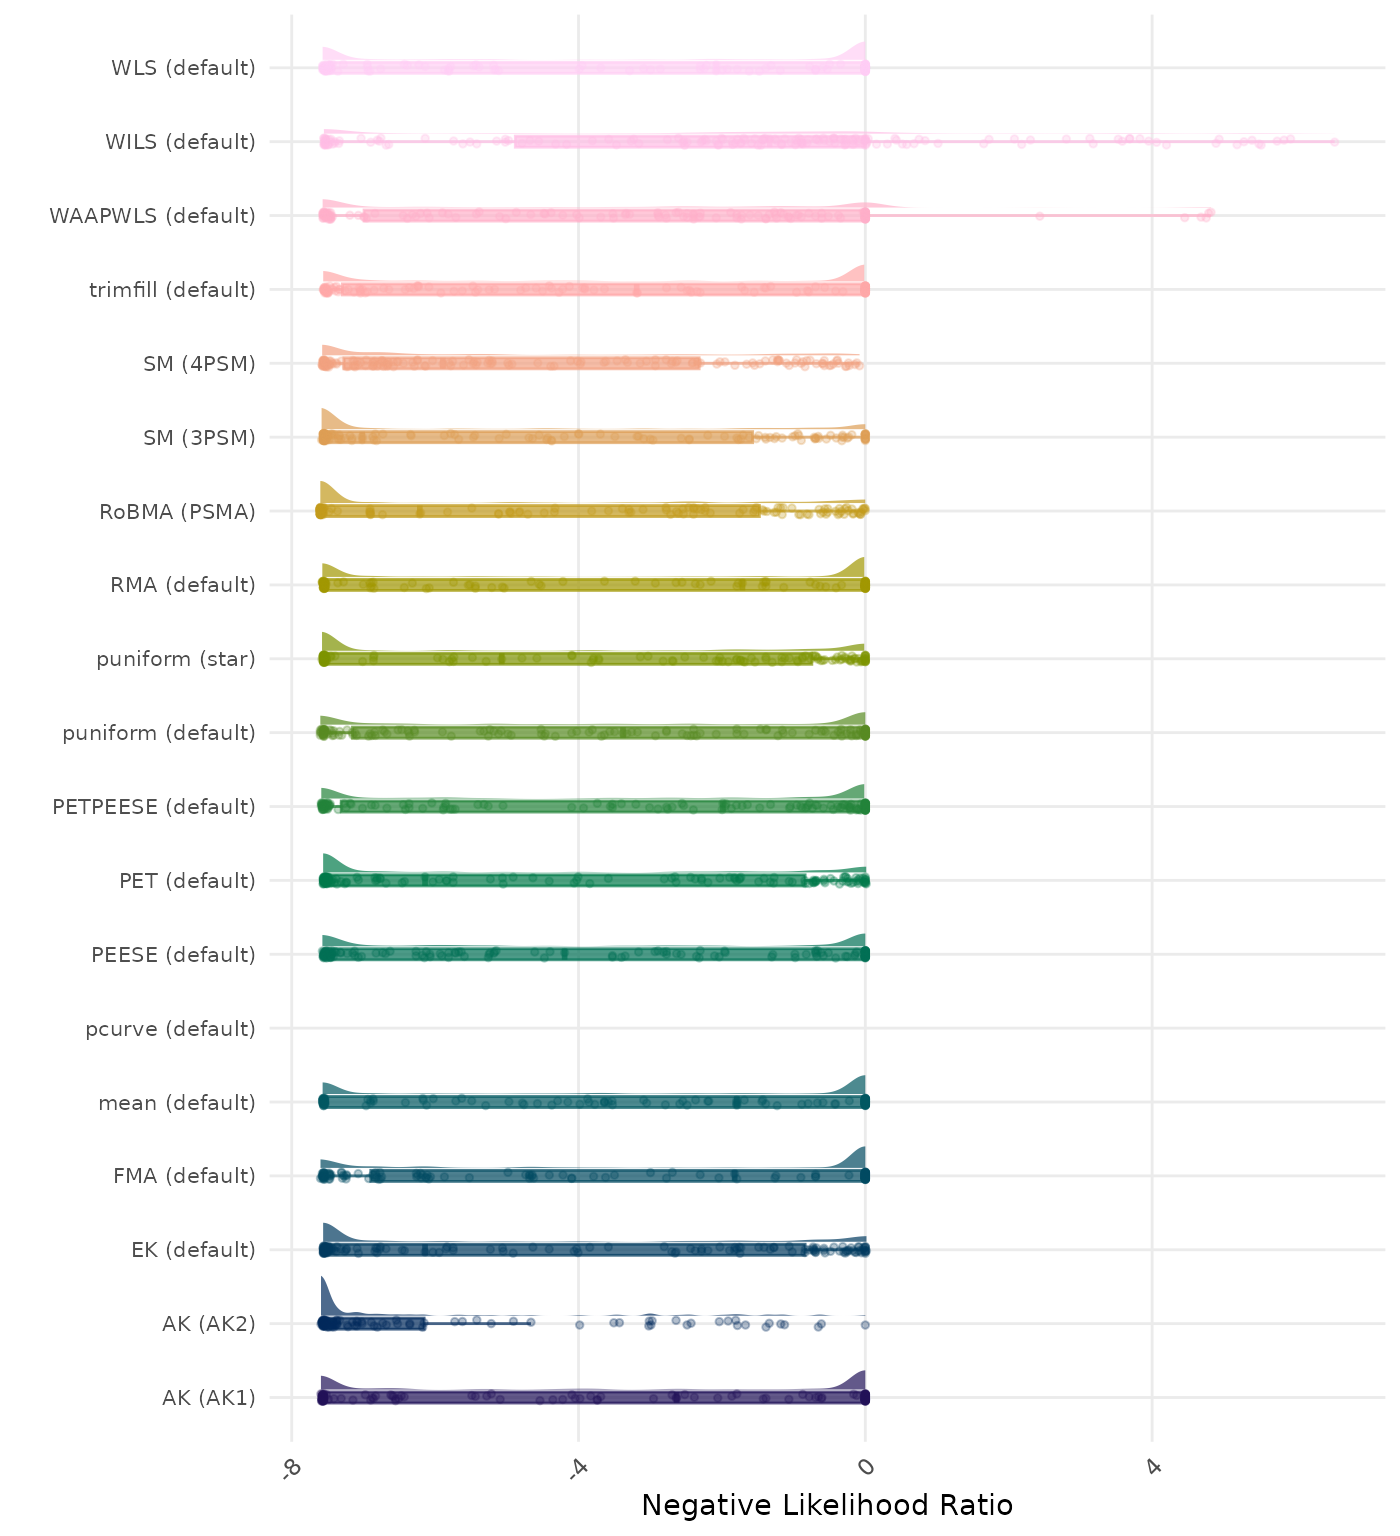 WLS (default)
WILS (default)
WAAPWLS (default)
trimfill (default)
SM (4PSM)
SM (3PSM)
RoBMA (PSMA)
RMA (default)
puniform (star)
puniform (default)
PETPEESE (default)
PET (default)
PEESE (default)
pcurve (default)
mean (default)
FMA (default)
EK (default)
AK (AK2)
AK (AK1)
-8 -4 0 4
Negative Likelihood Ratio